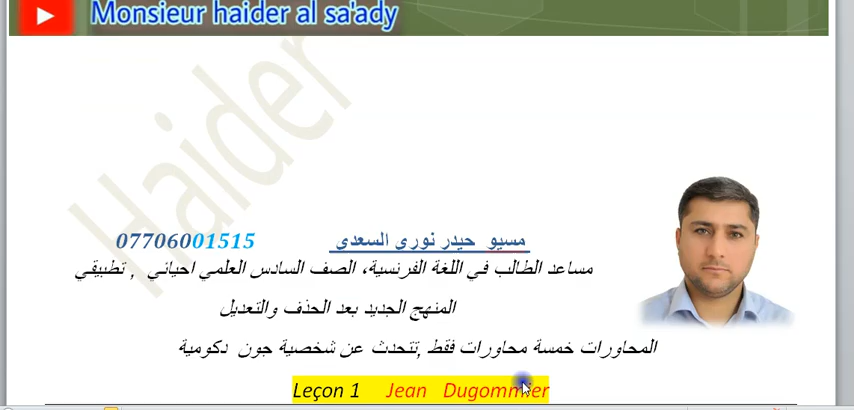 Monsieur haider al sa'ady
Haider
مسيو حيدر نوري السعدي 07706001515
مساعد الطالب في اللغة الفرنسية، الصف السادس العلمي احيائي , تطبيقي
المنهج الجديد بعد الحذف والتعديل
المحاورات خمسة محاورات فقط ,تتحدث عن شخصية جون دكومية
Leçon 1 Jean Dugommier